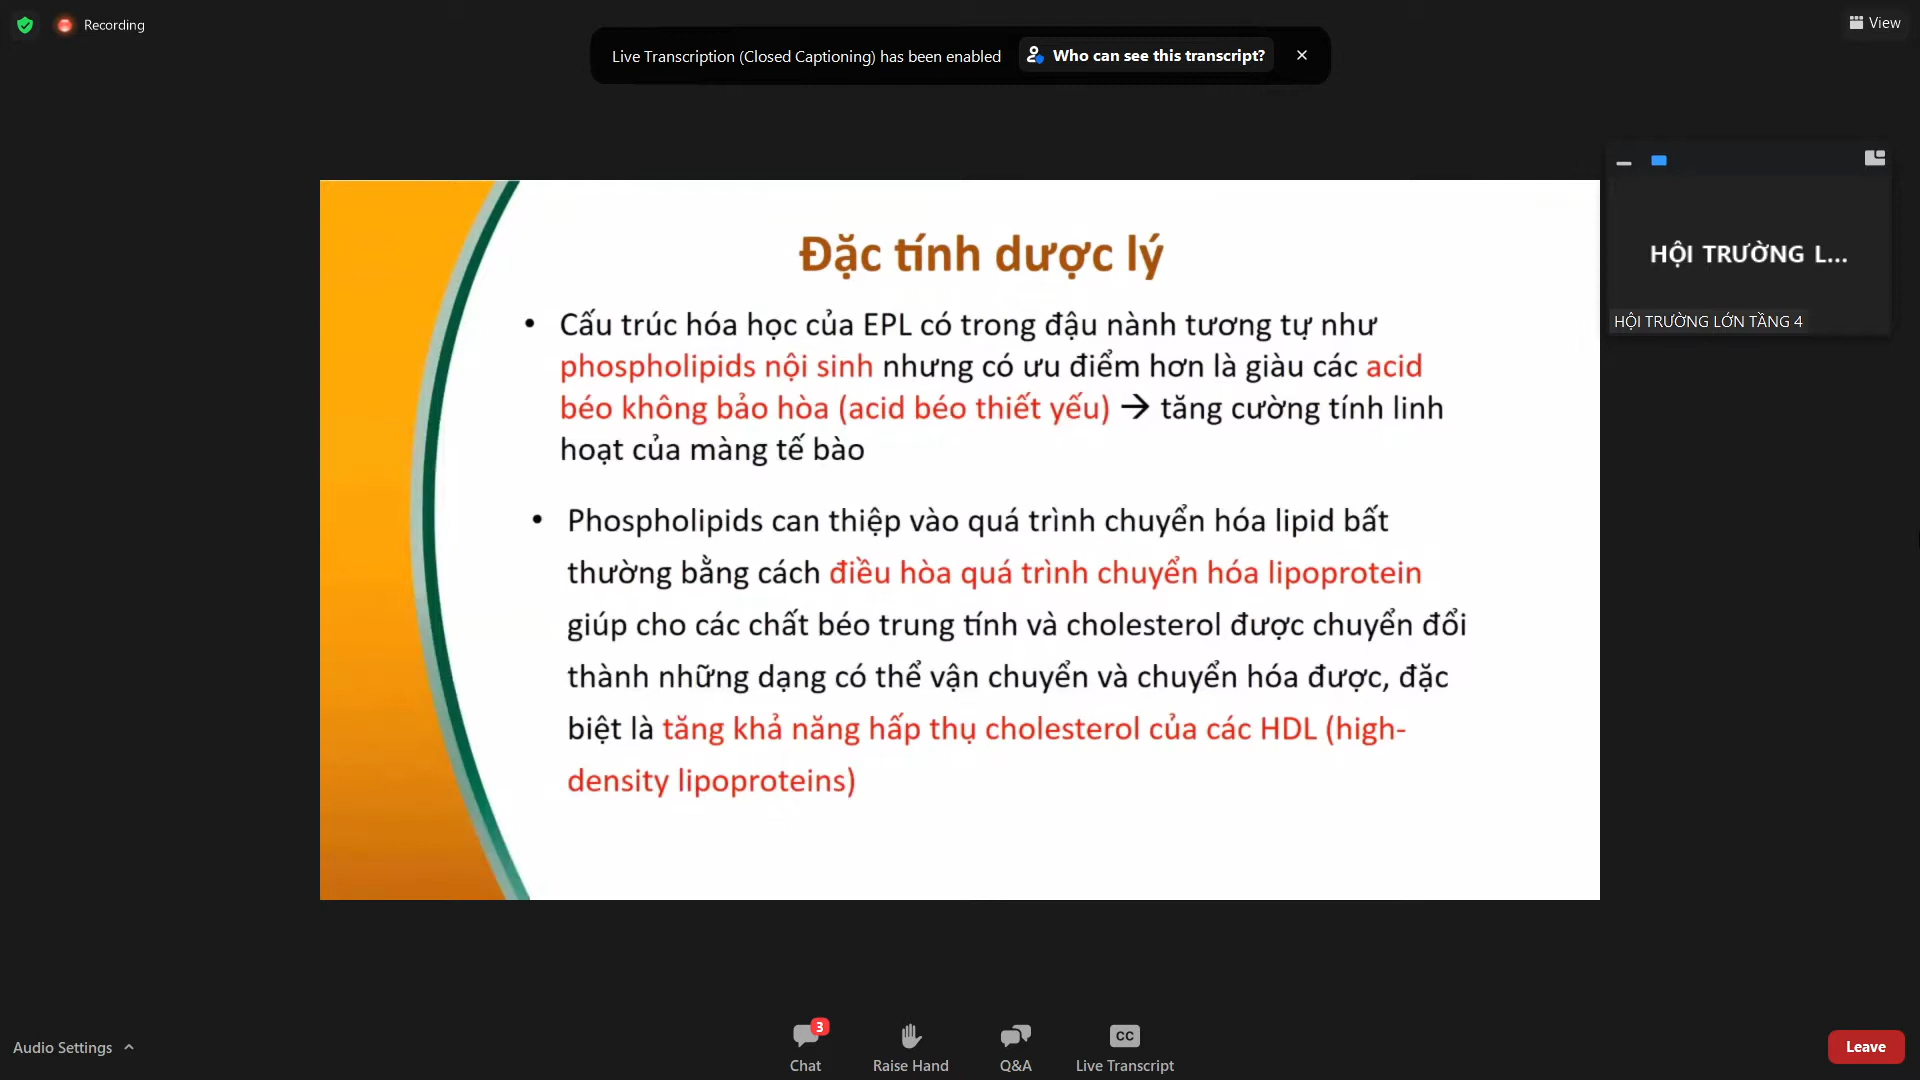 Recording
Live Transcription (Closed Captioning) has been enabled
Who can see this transcript?
View
HỘI TRƯỜNG L...
HỘI TRƯỜNG LỚN TẦNG 4
Đặc tính dược lý
• Cấu trúc hóa học của EPL có trong đậu nành tương tự như
phospholipids nội sinh nhưng có ưu điểm hơn là giàu các acid
béo không bảo hòa (acid béo thiết yếu) → tăng cường tính linh
hoạt của màng tế bào
• Phospholipids can thiệp vào quá trình chuyển hóa lipid bất
thường bằng cách điều hòa quá trình chuyển hóa lipoprotein
giúp cho các chất béo trung tính và cholesterol được chuyển đổi
thành những dạng có thể vận chuyển và chuyển hóa được, đặc
biệt là tăng khả năng hấp thụ cholesterol của các HDL (high-
density lipoproteins)
Audio Settings
3
Chat
Raise Hand
Q&A
CC
Live Transcript
Leave